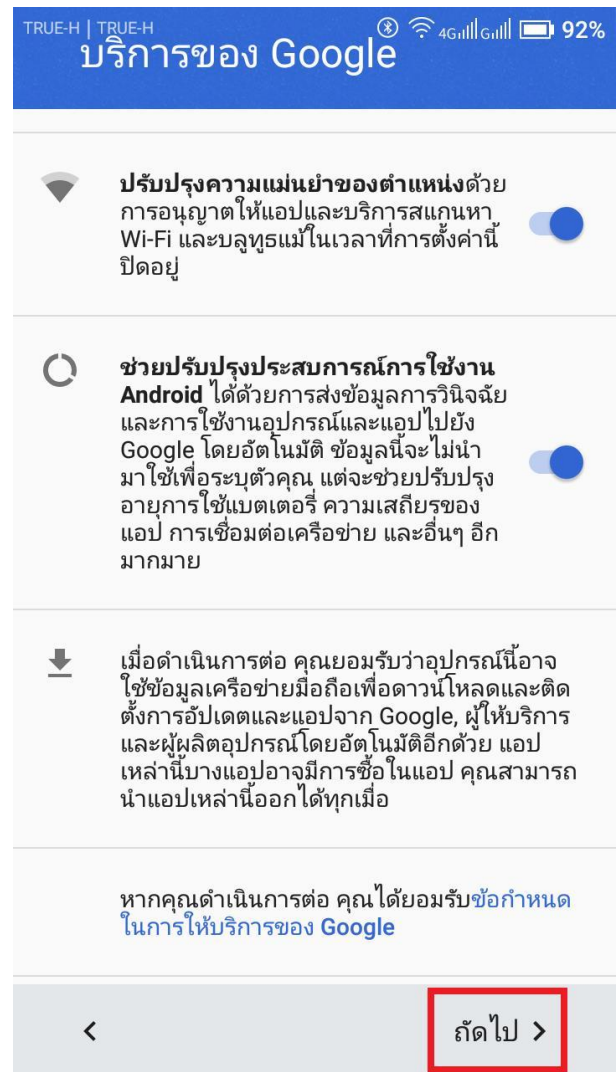 TRUE-H | TRUE-H 4G G 92%
บริการของ Google
ปรับปรุงความแม่นยำของตำแหน่งด้วย
การอนุญาตให้แอปและบริการสแกนหา
Wi-Fi และบลูทูธแม้ในเวลาที่การตั้งค่านี้
ปิดอยู่
ช่วยปรับปรุงประสบการณ์การใช้งาน
Android ได้ด้วยการส่งข้อมูลการวินิจฉัย
และการใช้งานอุปกรณ์และแอปไปยัง
Google โดยอัตโนมัติ ข้อมูลนี้จะไม่นำ
มาใช้เพื่อระบุตัวคุณ แต่จะช่วยปรับปรุง
อายุการใช้แบตเตอรี่ ความเสถียรของ
แอป การเชื่อมต่อเครือข่าย และอื่นๆ อีก
มากมาย
เมื่อดำเนินการต่อ คุณยอมรับว่าอุปกรณ์นี้อาจ
ใช้ข้อมูลเครือข่ายมือถือเพื่อดาวน์โหลดและติด
ตั้งการอัปเดตและแอปจาก Google, ผู้ให้บริการ
และผู้ผลิตอุปกรณ์โดยอัตโนมัติอีกด้วย แอป
เหล่านี้บางแอปอาจมีการซื้อในแอป คุณสามารถ
นำแอปเหล่านี้ออกได้ทุกเมื่อ
หากคุณดำเนินการต่อ คุณได้ยอมรับข้อกำหนด
ในการให้บริการของ Google
ถัดไป